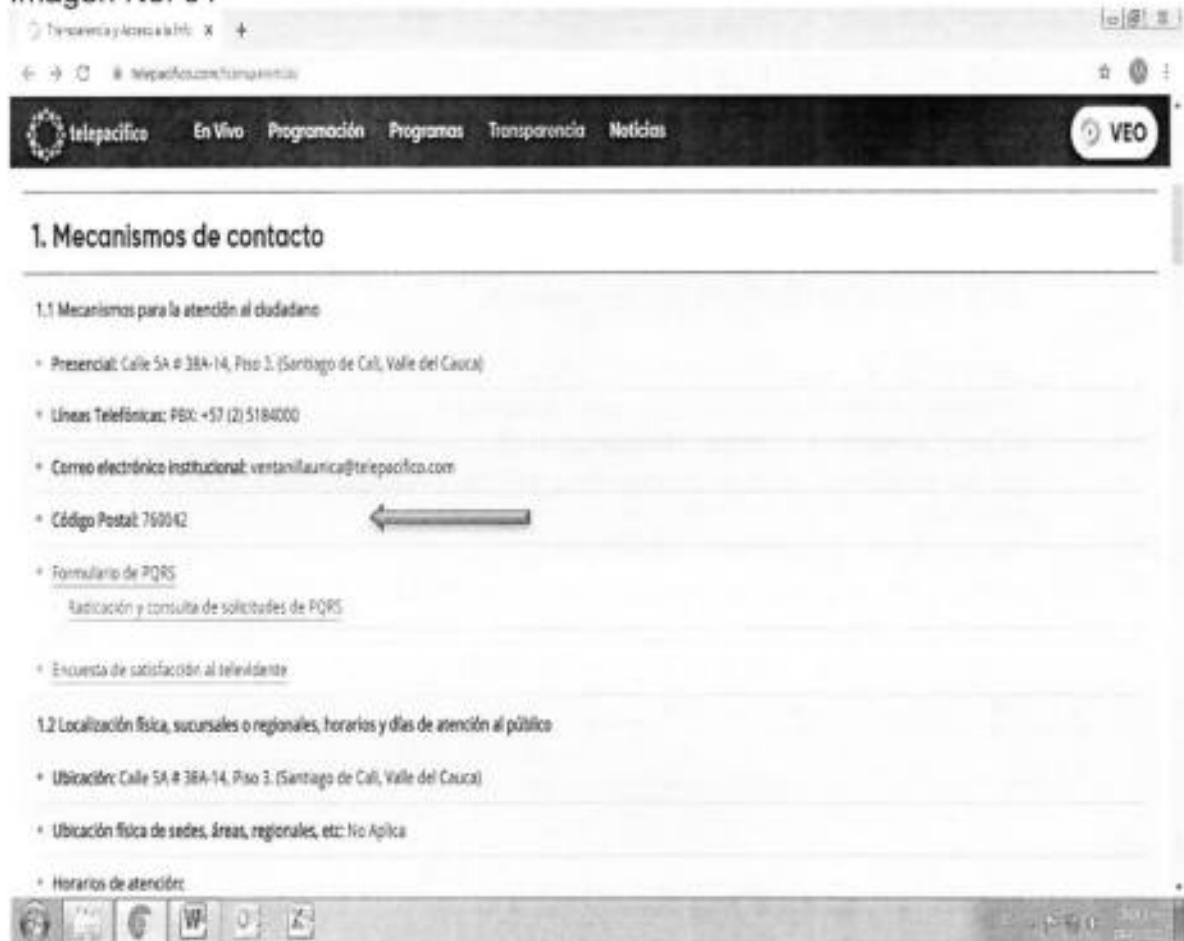 Transparencia y Acceso a la Inf
telepacifico.com/transparencia/
telepacífico En Vivo Programación Programas Transparencia Noticias VEO
1. Mecanismos de contacto
1.1 Mecanismos para la atención al ciudadano
• Presencial: Calle 5A # 38A-14, Piso 3. (Santiago de Cali, Valle del Cauca)
• Líneas Telefónicas: PBX: +57 (2) 5184000
• Correo electrónico institucional: ventanillaunica@telepacifico.com
• Código Postal: 760042
• Formulario de PQRS
Radicación y consulta de solicitudes de PQRS
• Encuesta de satisfacción al televidente
1.2 Localización física, sucursales o regionales, horarios y días de atención al público
• Ubicación: Calle 5A # 38A-14, Piso 3. (Santiago de Cali, Valle del Cauca)
• Ubicación física de sedes, áreas, regionales, etc: No Aplica
• Horarios de atención: